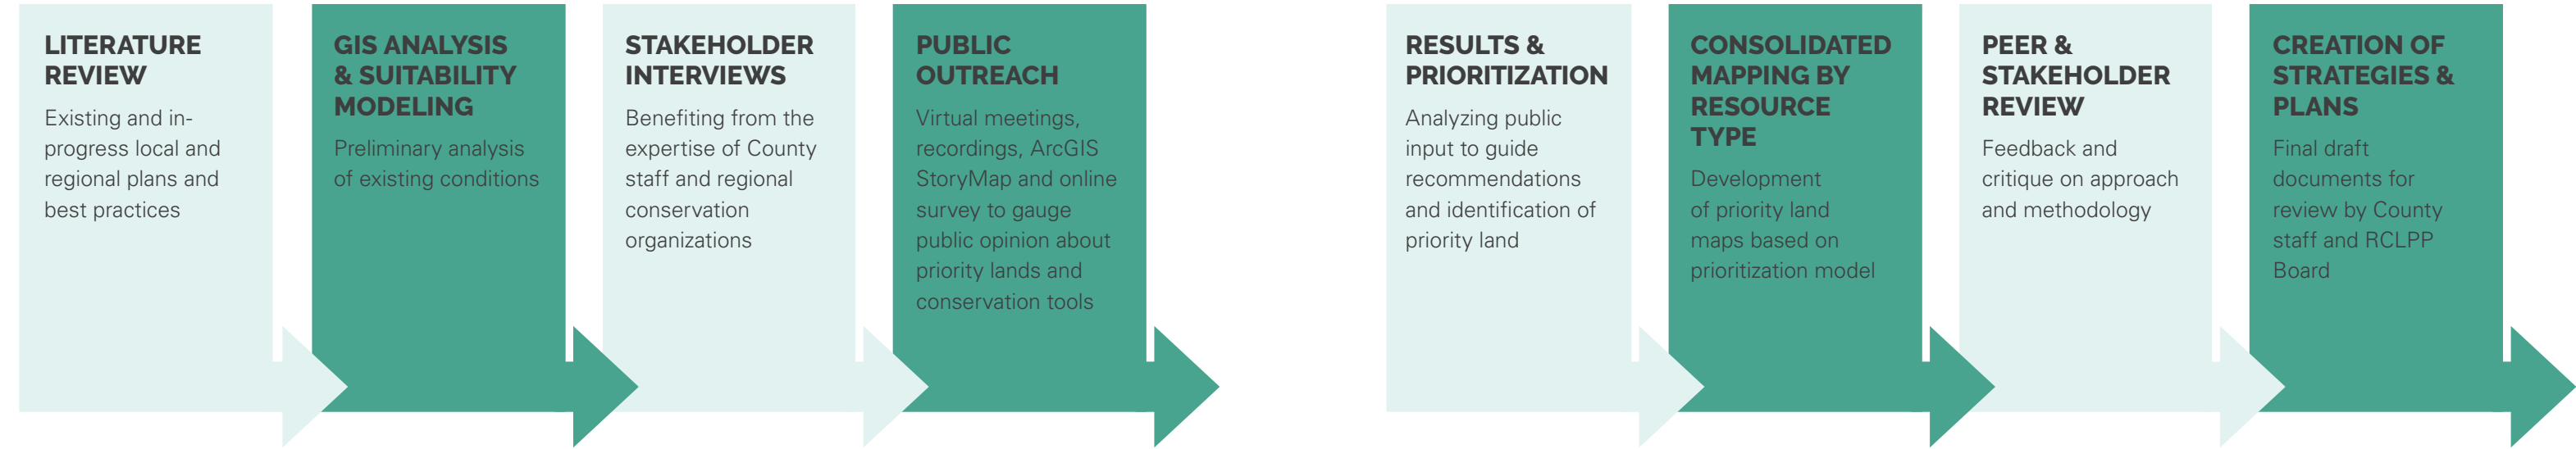 LITERATURE
REVIEW
Existing and in-
progress local and
regional plans and
best practices
GIS ANALYSIS
& SUITABILITY
MODELING
Preliminary analysis
of existing conditions
STAKEHOLDER
INTERVIEWS
Benefiting from the
expertise of County
staff and regional
conservation
organizations
PUBLIC
OUTREACH
Virtual meetings,
recordings, ArcGIS
StoryMap and online
survey to gauge
public opinion about
priority lands and
conservation tools
RESULTS &
PRIORITIZATION
Analyzing public
input to guide
recommendations
and identification of
priority land
CONSOLIDATED
MAPPING BY
RESOURCE
TYPE
Development
of priority land
maps based on
prioritization model
PEER &
STAKEHOLDER
REVIEW
Feedback and
critique on approach
and methodology
CREATION OF
STRATEGIES &
PLANS
Final draft
documents for
review by County
staff and RCLPP
Board